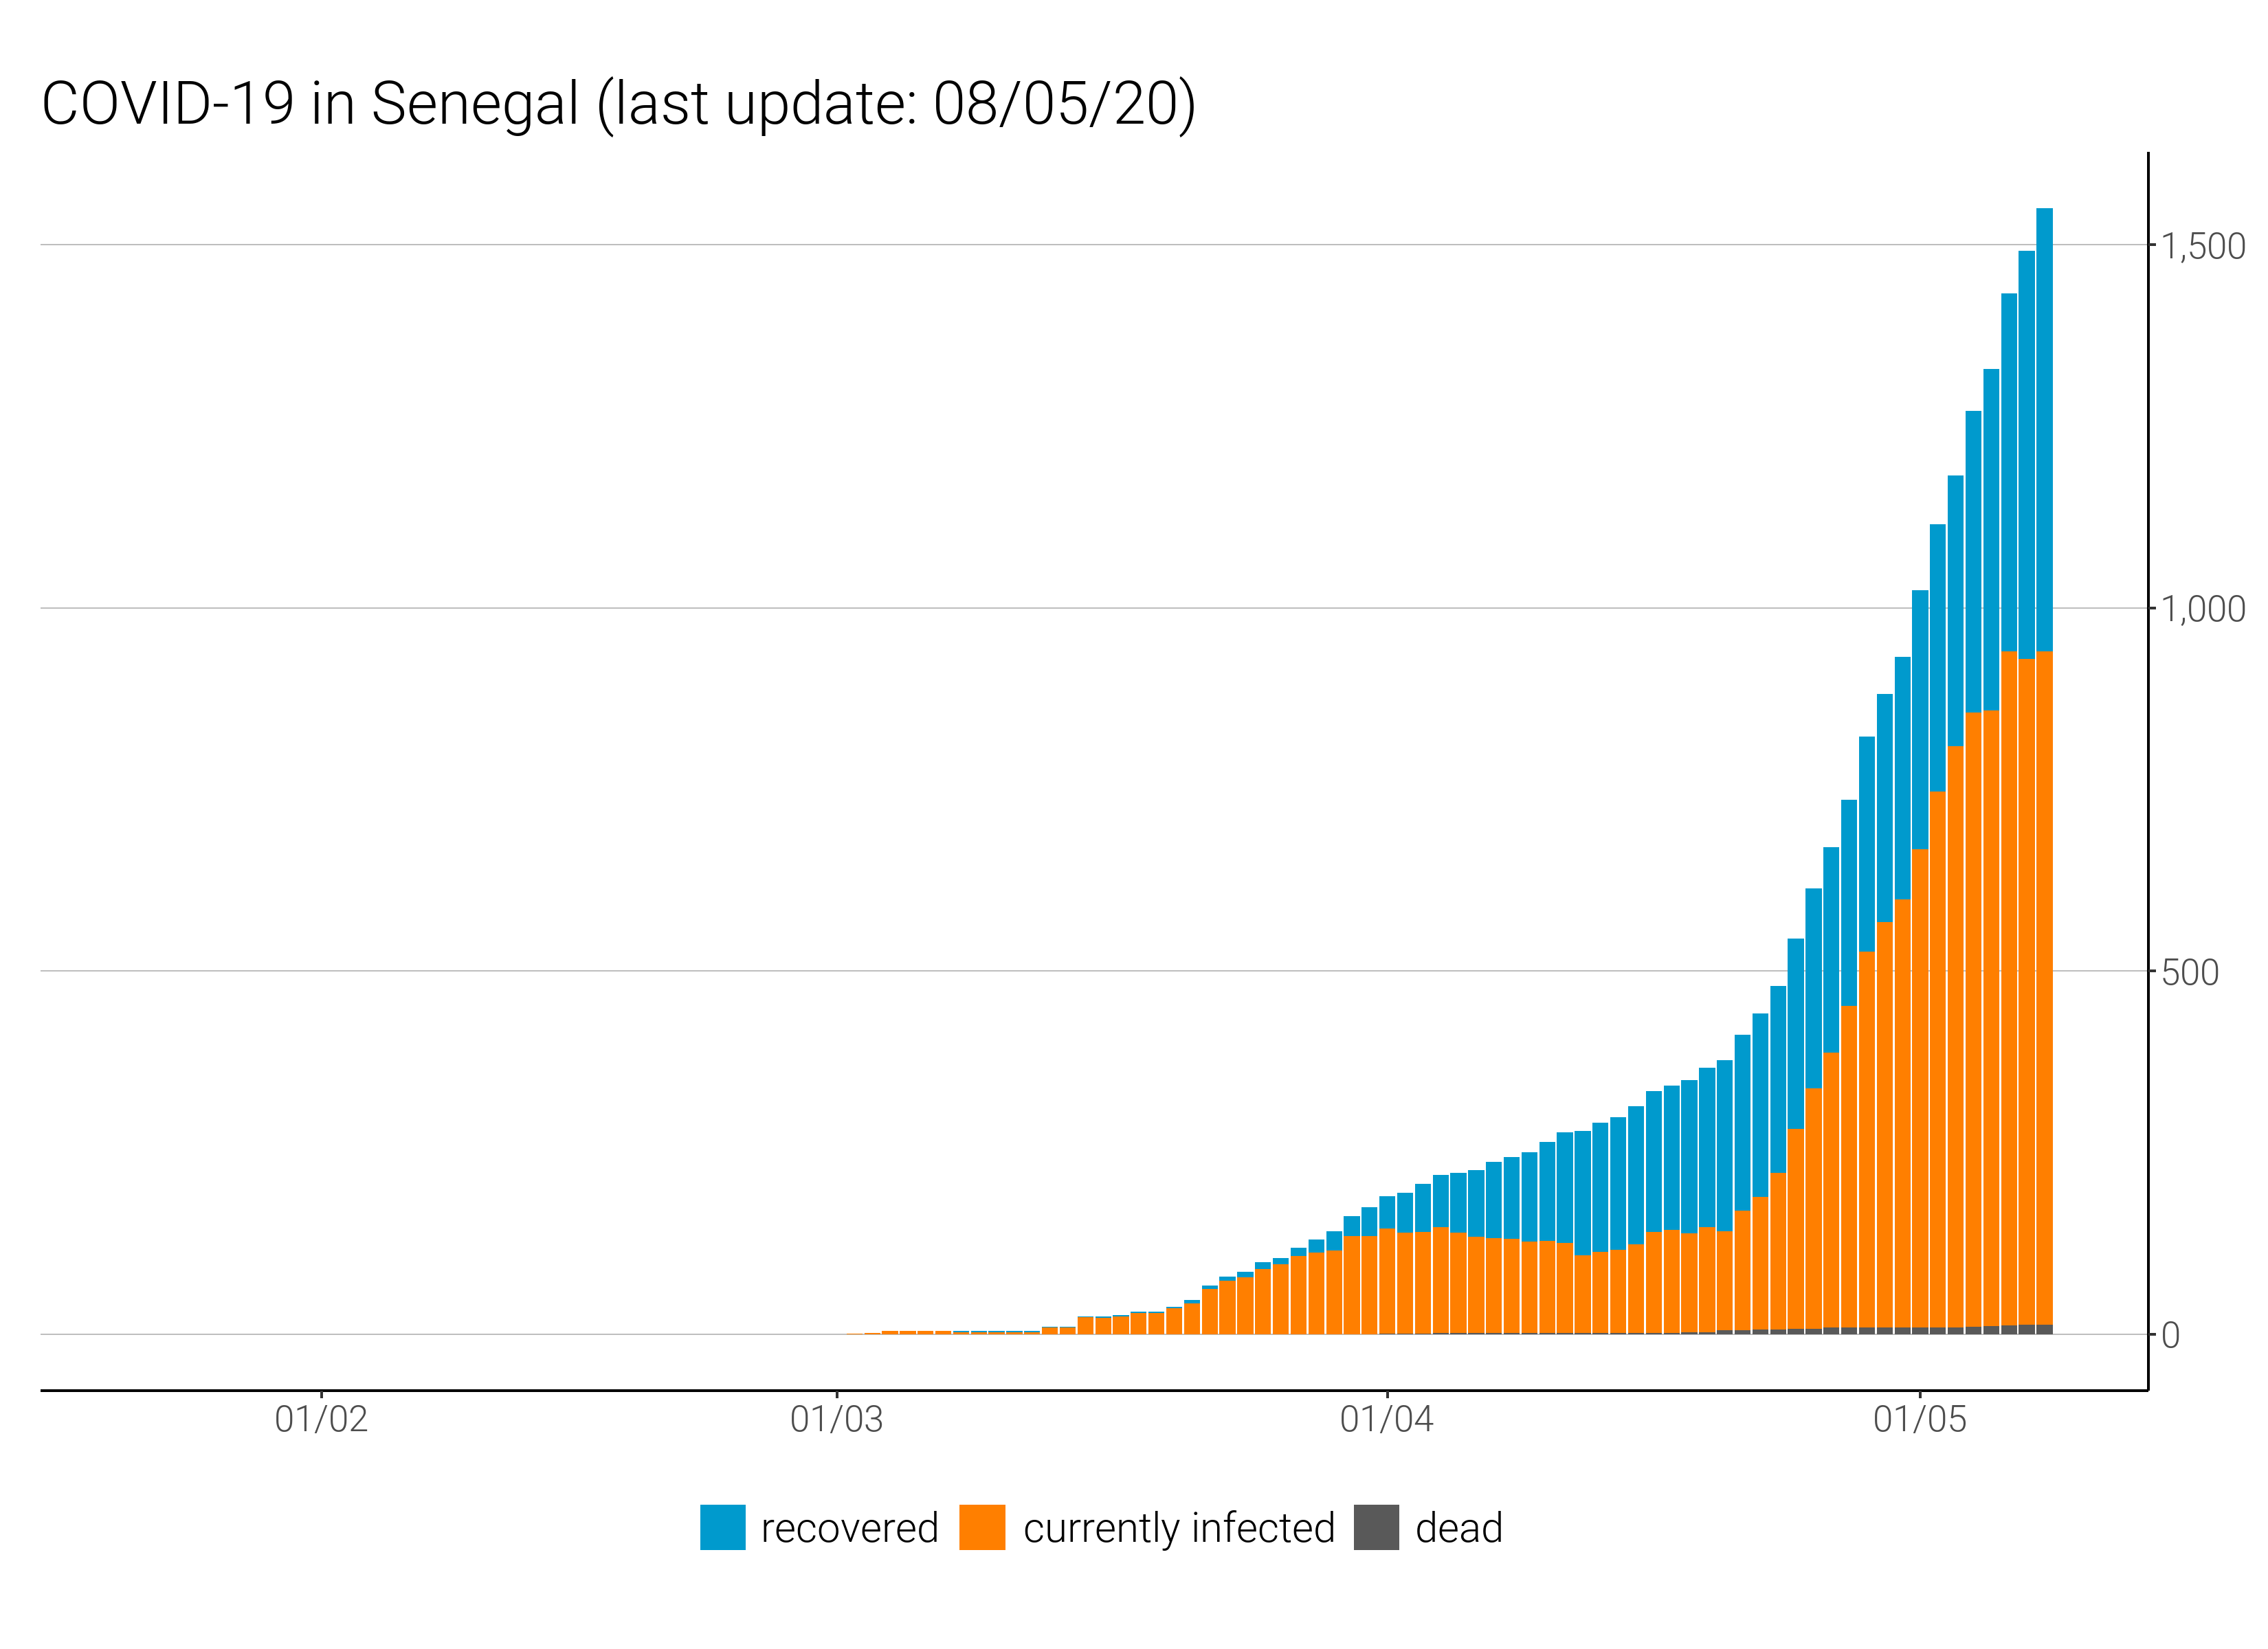 COVID-19 in Senegal (last update: 08/05/20)
1,500
1,000
500
0
01/02 01/03 01/04 01/05
recovered currently infected dead